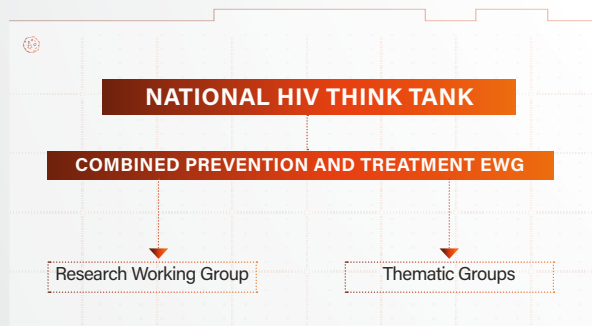 NATIONAL HIV THINK TANK
COMBINED PREVENTION AND TREATMENT EWG
Research Working Group
Thematic Groups